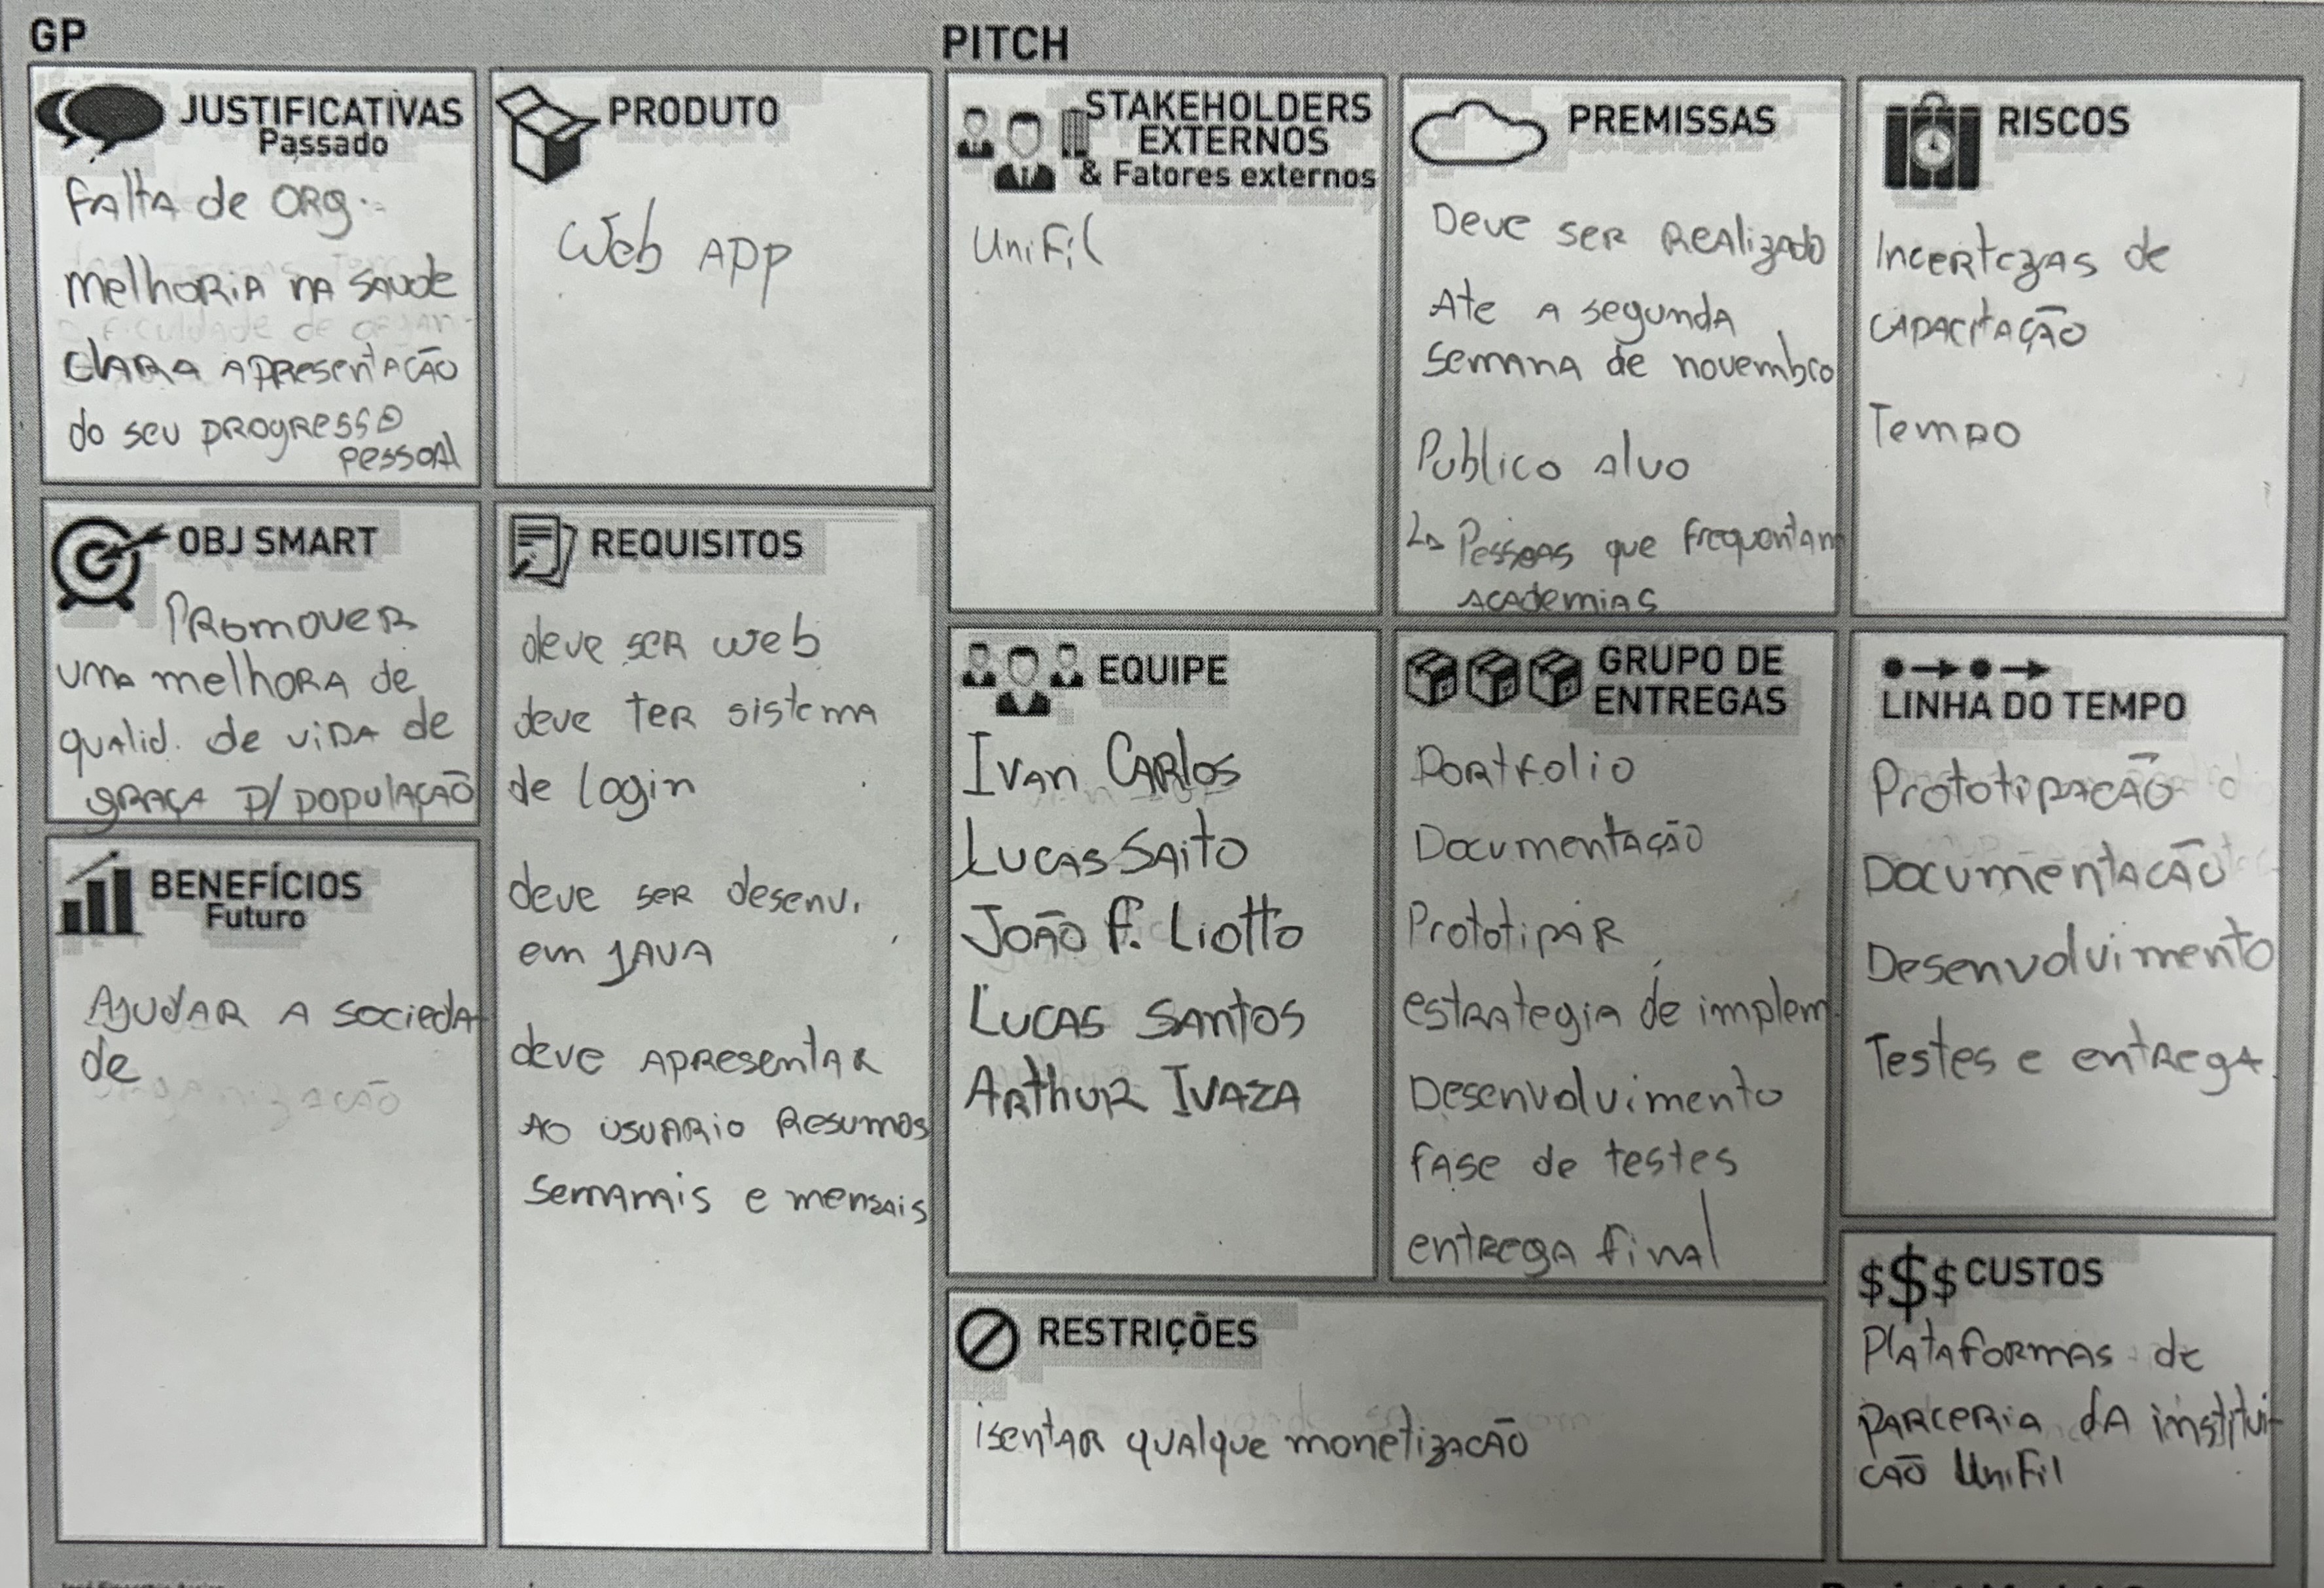 GP
PITCH
JUSTIFICATIVAS
Passado
Falta de org.
melhoria na saude
clara apresentação
do seu progresso
pessoal
PRODUTO
Web App
STAKEHOLDERS
EXTERNOS
& Fatores externos
UniFil
PREMISSAS
Deve ser realizado
Ate a segunda
semana de novembro
Publico alvo
↳ Pessoas que frequentam
academias
RISCOS
Incertezas de
capacitação
Tempo
OBJ SMART
Promover
uma melhora de
qualid. de vida de
graça p/ população
REQUISITOS
deve ser web
deve ter sistema
de login
deve ser desenv.
em JAVA
deve apresentar
ao usuario resumos
semanais e mensais
EQUIPE
Ivan Carlos
Lucas Saito
João F. Liotto
Lucas Santos
Arthur Ivaza
GRUPO DE
ENTREGAS
Portfolio
Documentação
Prototipar
estrategia de implem.
Desenvolvimento
fase de testes
entrega final
LINHA DO TEMPO
Prototipação
Documentação
Desenvolvimento
Testes e entrega.
BENEFÍCIOS
Futuro
Ajudar a socieda-
de
RESTRIÇÕES
isentar qualque monetização
$$$ CUSTOS
Plataformas de
parceria da institui-
ção UniFil